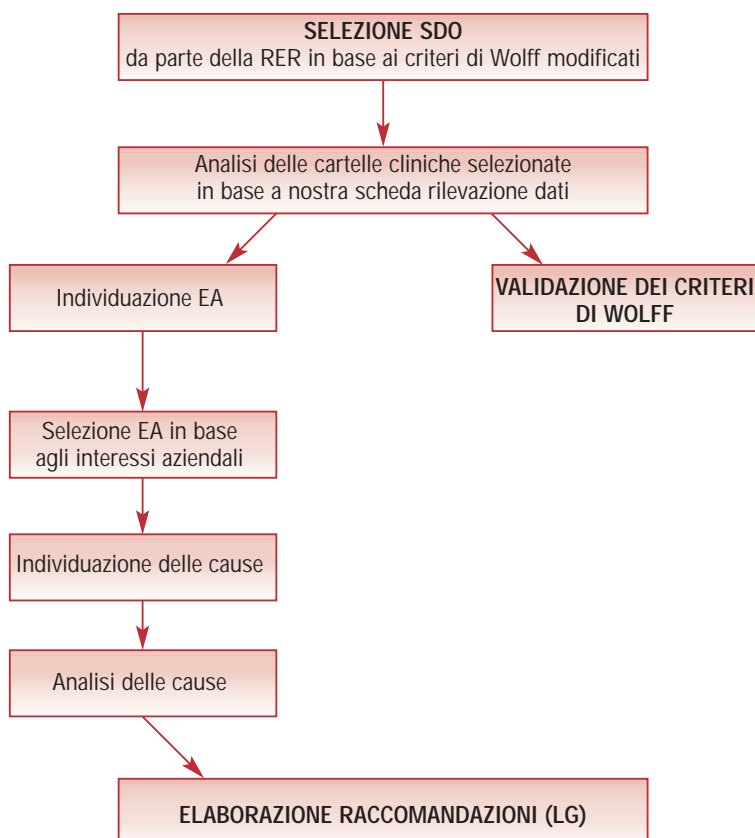 SELEZIONE SDO
da parte della RER in base ai criteri di Wolff modificati
Analisi delle cartelle cliniche selezionate
in base a nostra scheda rilevazione dati
Individuazione EA
VALIDAZIONE DEI CRITERI
DI WOLFF
Selezione EA in base
agli interessi aziendali
Individuazione delle cause
Analisi delle cause
ELABORAZIONE RACCOMANDAZIONI (LG)